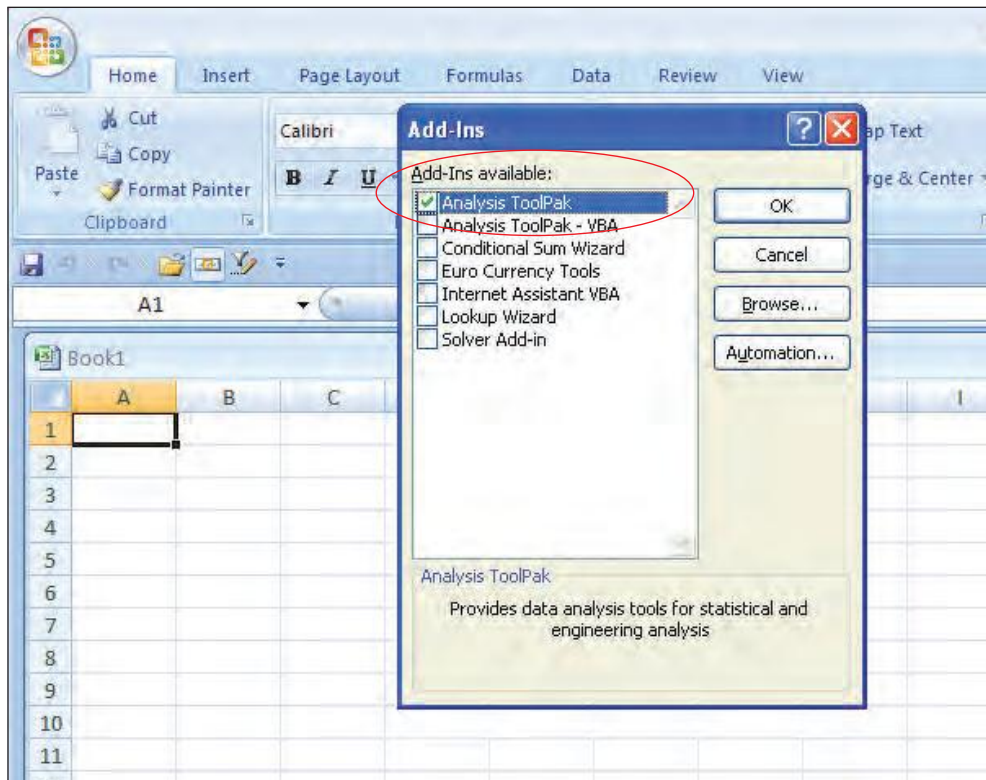 Home Insert Page Layout Formulas Data Review View
Cut
Copy
Paste
Format Painter
Clipboard
Calibri
B I U
Add-Ins
Add-Ins available:
Analysis ToolPak
Analysis ToolPak - VBA
Conditional Sum Wizard
Euro Currency Tools
Internet Assistant VBA
Lookup Wizard
Solver Add-in
OK
Cancel
Browse...
Automation...
Analysis ToolPak
Provides data analysis tools for statistical and
engineering analysis
Text
& Center
A1
Book1
A B C I
1
2
3
4
5
6
7
8
9
10
11